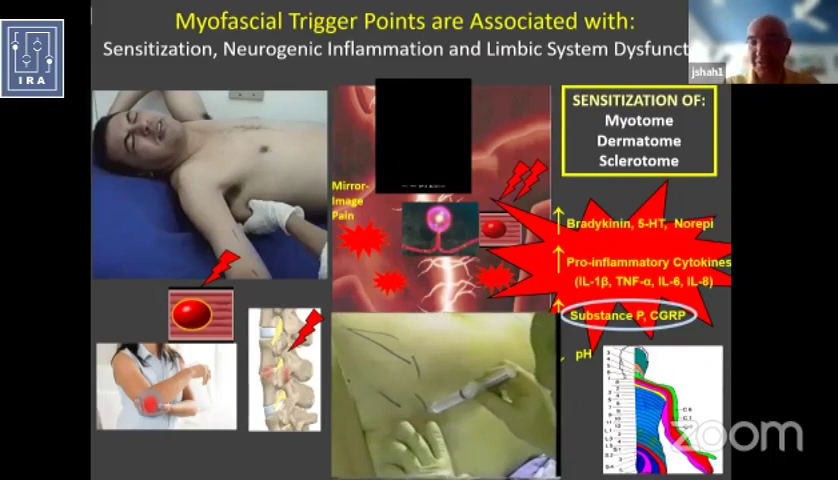 Myofascial Trigger Points are Associated with:
Sensitization, Neurogenic Inflammation and Limbic System Dysfunct
jshah1
IRA
SENSITIZATION OF:
Myotome
Dermatome
Sclerotome
Mirror-
Image
Pain
Bradykinin, 5-HT, Norepi
Pro-inflammatory Cytokines
(IL-1β, TNF-α, IL-6, IL-8)
Substance P, CGRP
pH
zoom